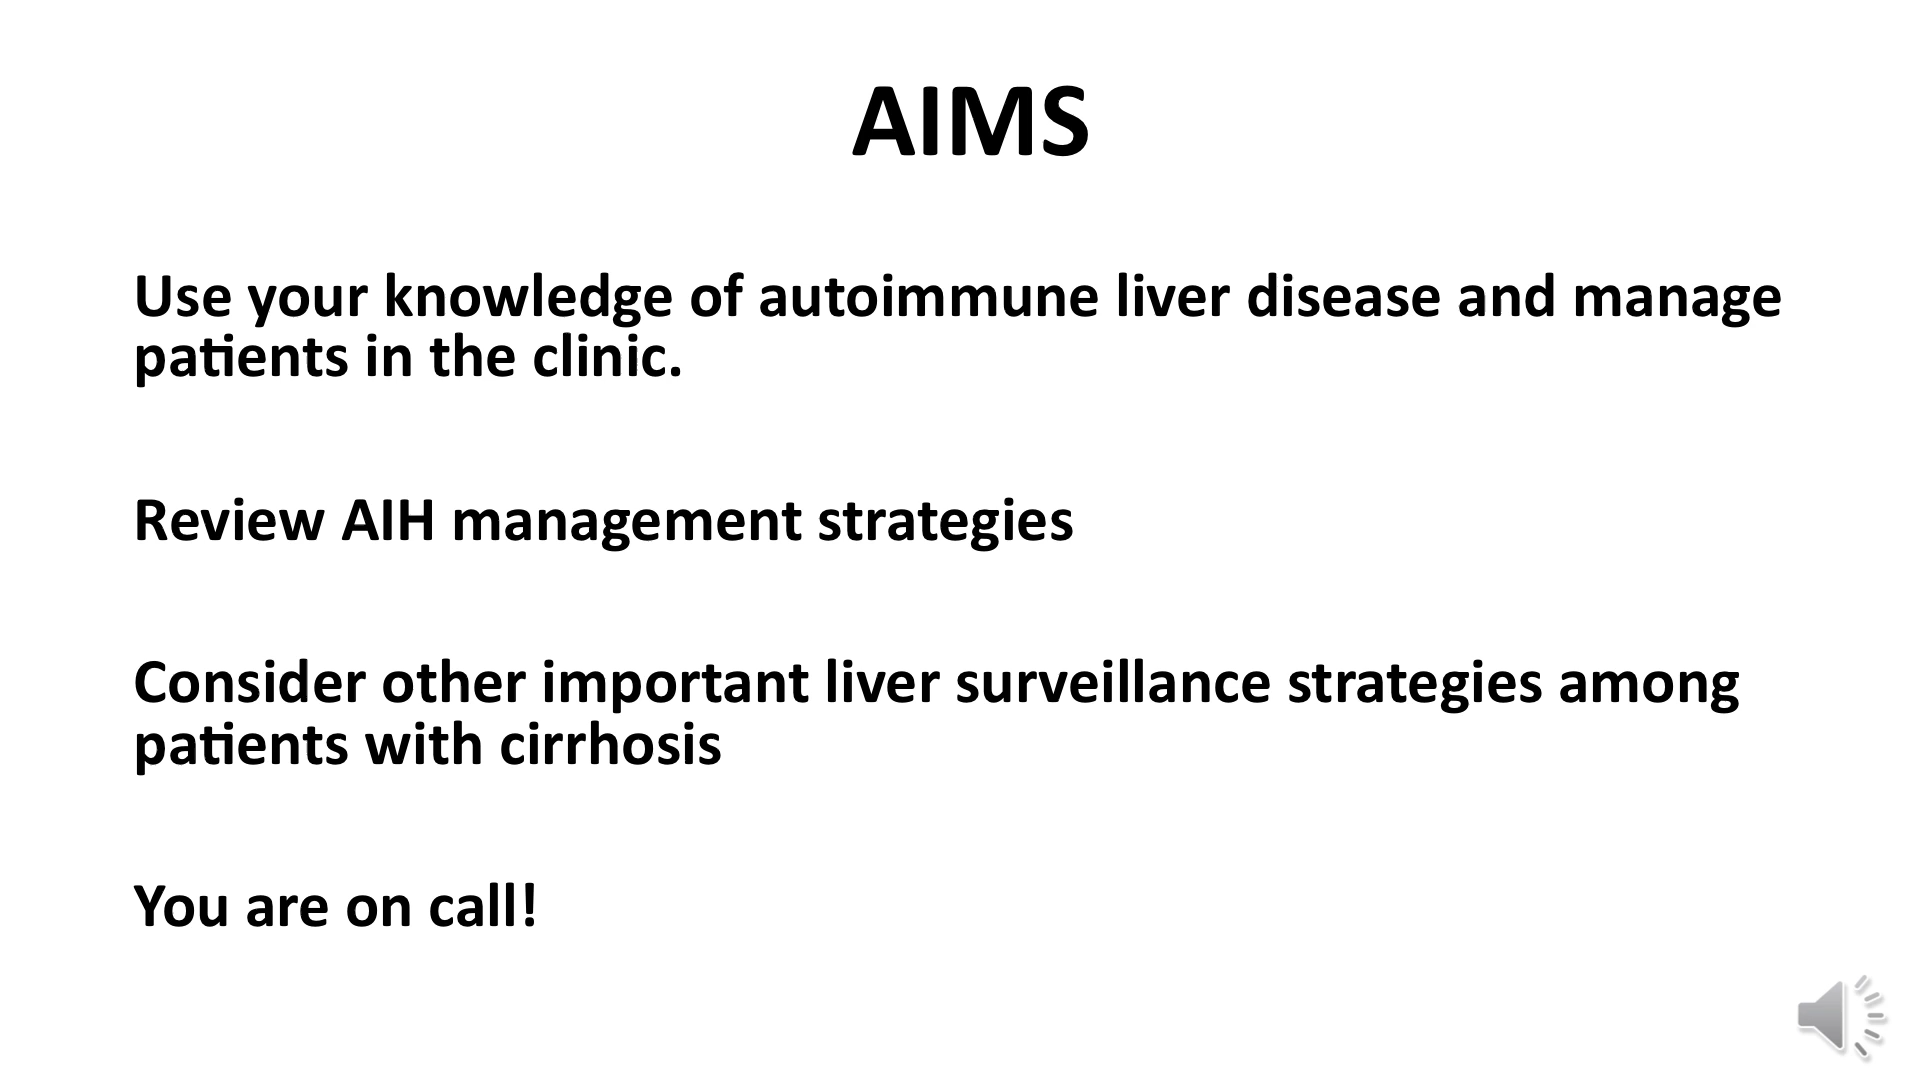 AIMS
Use your knowledge of autoimmune liver disease and manage
patients in the clinic.
Review AIH management strategies
Consider other important liver surveillance strategies among
patients with cirrhosis
You are on call!